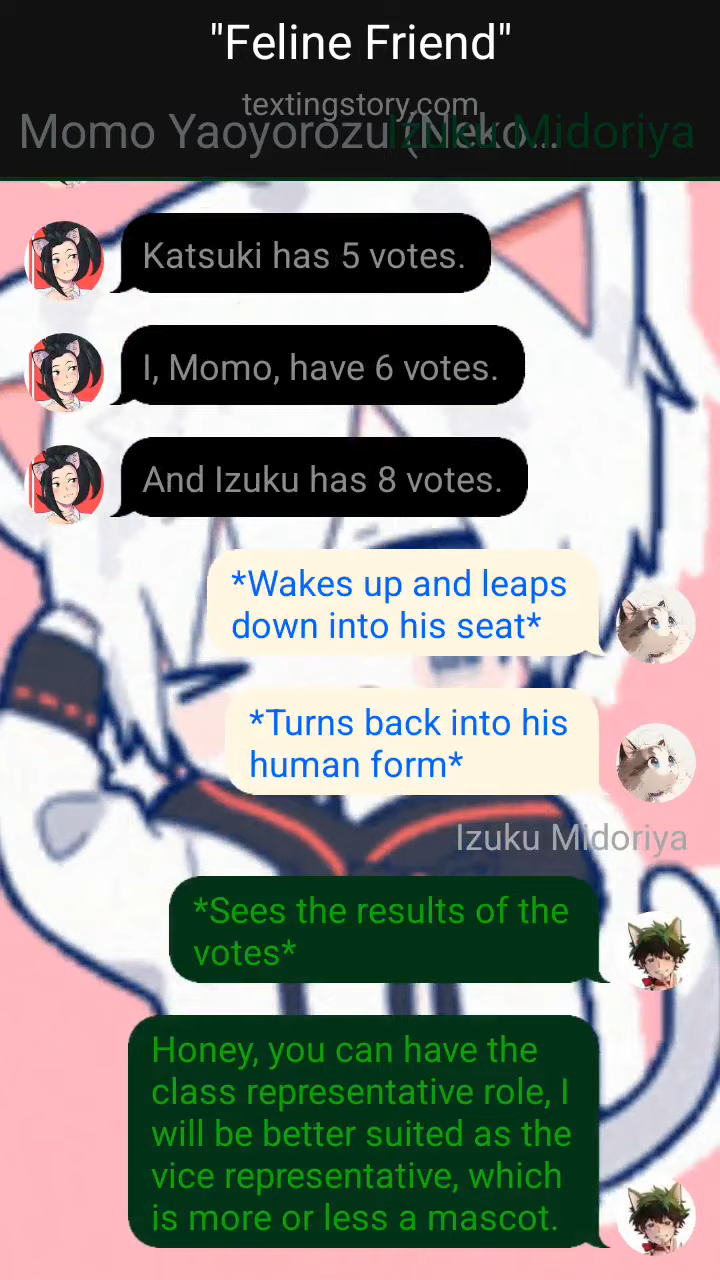 "Feline Friend"
textingstory.com
Momo Yaoyorozu (Neko... Izuku Midoriya
Katsuki has 5 votes.
I, Momo, have 6 votes.
And Izuku has 8 votes.
*Wakes up and leaps
down into his seat*
*Turns back into his
human form*
Izuku Midoriya
*Sees the results of the
votes*
Honey, you can have the
class representative role, I
will be better suited as the
vice representative, which
is more or less a mascot.